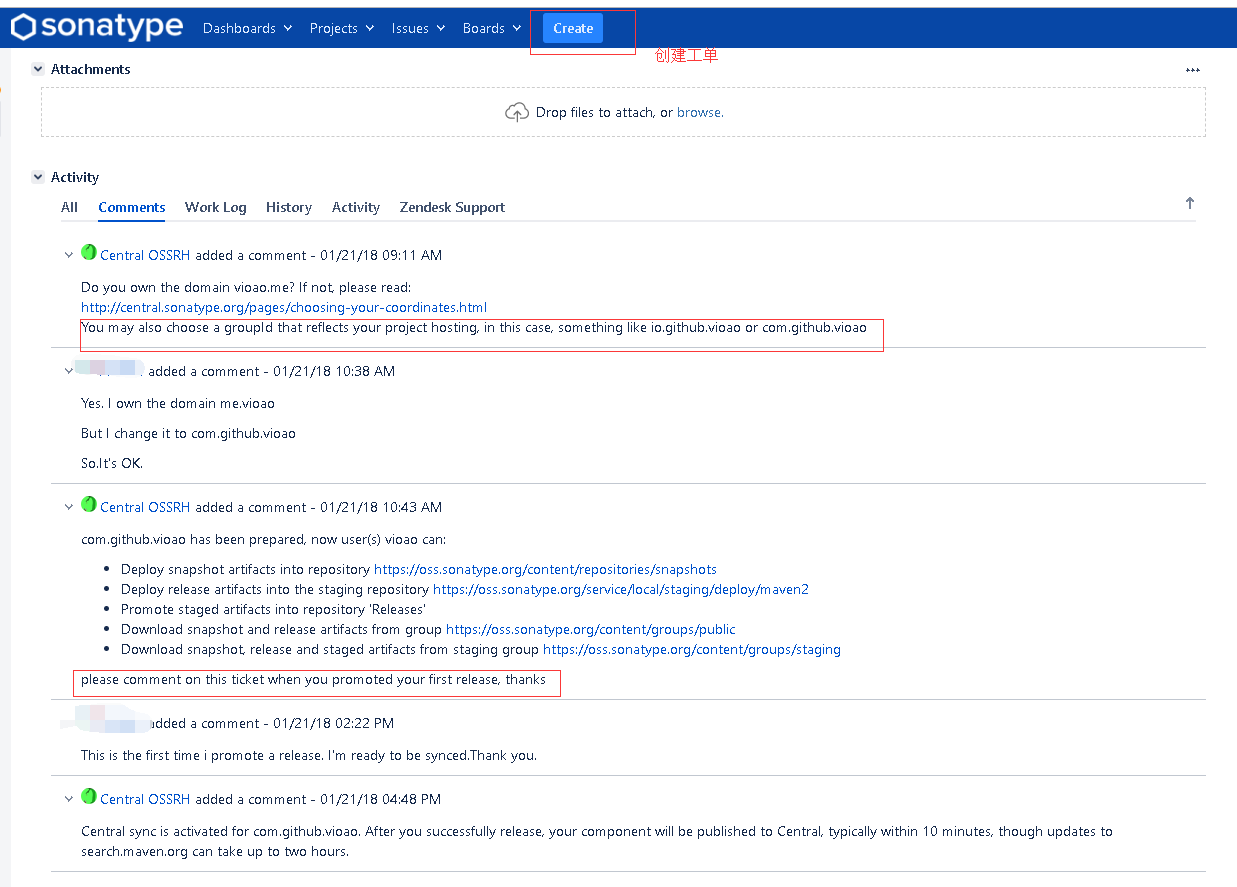 sonatype Dashboards Projects Issues Boards Create
创建工单
Attachments
Drop files to attach, or browse.
Activity
All Comments Work Log History Activity Zendesk Support
Central OSSRH added a comment - 01/21/18 09:11 AM
Do you own the domain vioao.me? If not, please read:
http://central.sonatype.org/pages/choosing-your-coordinates.html
You may also choose a groupId that reflects your project hosting, in this case, something like io.github.vioao or com.github.vioao
added a comment - 01/21/18 10:38 AM
Yes. I own the domain me.vioao
But I change it to com.github.vioao
So.It's OK.
Central OSSRH added a comment - 01/21/18 10:43 AM
com.github.vioao has been prepared, now user(s) vioao can:
• Deploy snapshot artifacts into repository https://oss.sonatype.org/content/repositories/snapshots
• Deploy release artifacts into the staging repository https://oss.sonatype.org/service/local/staging/deploy/maven2
• Promote staged artifacts into repository 'Releases'
• Download snapshot and release artifacts from group https://oss.sonatype.org/content/groups/public
• Download snapshot, release and staged artifacts from staging group https://oss.sonatype.org/content/groups/staging
please comment on this ticket when you promoted your first release, thanks
added a comment - 01/21/18 02:22 PM
This is the first time i promote a release. I'm ready to be synced.Thank you.
Central OSSRH added a comment - 01/21/18 04:48 PM
Central sync is activated for com.github.vioao. After you successfully release, your component will be published to Central, typically within 10 minutes, though updates to
search.maven.org can take up to two hours.